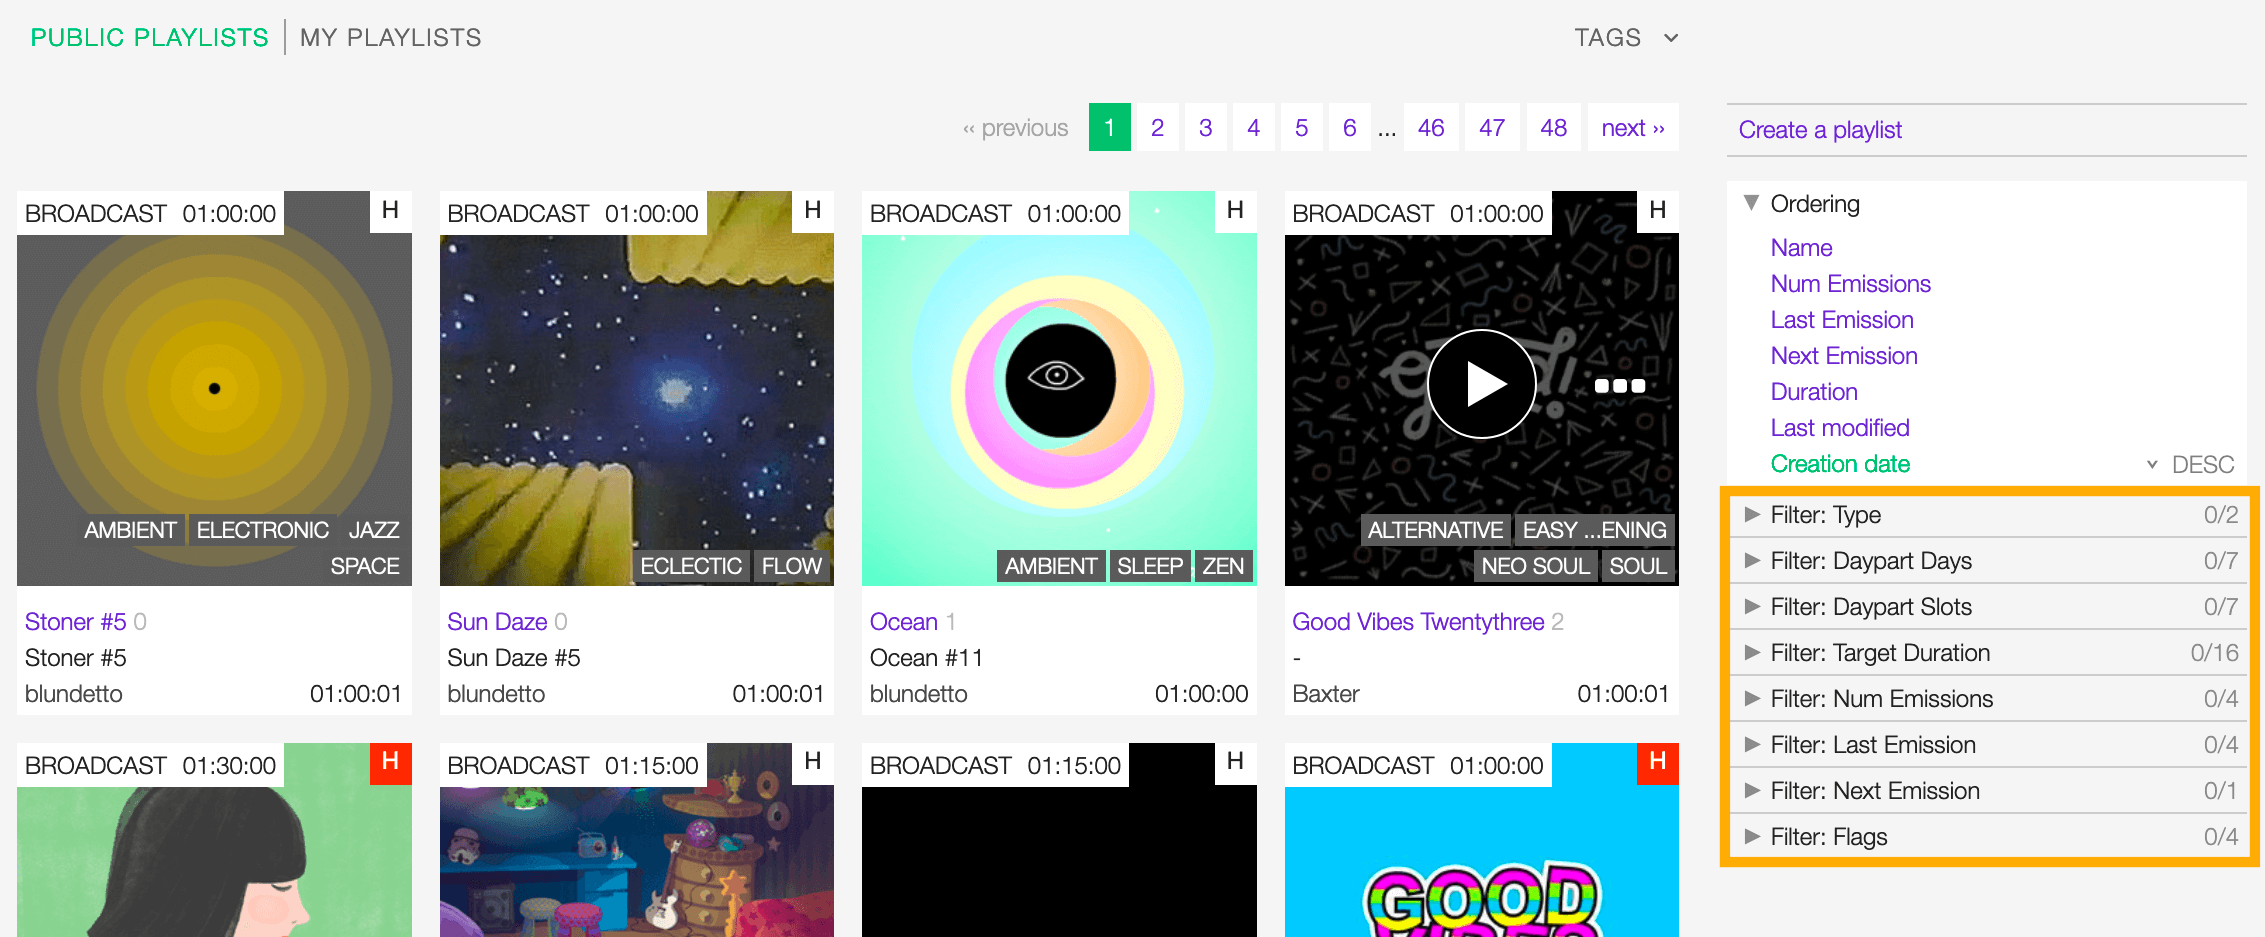 PUBLIC PLAYLISTS MY PLAYLISTS TAGS
‹‹ previous 1 2 3 4 5 6 ... 46 47 48 next ››
Create a playlist
BROADCAST 01:00:00 H
AMBIENT ELECTRONIC JAZZ
SPACE
Stoner #5 0
Stoner #5
blundetto 01:00:01
BROADCAST 01:00:00 H
ECLECTIC FLOW
Sun Daze 0
Sun Daze #5
blundetto 01:00:01
BROADCAST 01:00:00 H
AMBIENT SLEEP ZEN
Ocean 1
Ocean #11
blundetto 01:00:00
BROADCAST 01:00:00 H
ALTERNATIVE EASY ...ENING
NEO SOUL SOUL
Good Vibes Twentythree 2
-
Baxter 01:00:01
BROADCAST 01:30:00 H
BROADCAST 01:15:00 H
BROADCAST 01:15:00 H
BROADCAST 01:00:00 H
GOOD
Ordering
Name
Num Emissions
Last Emission
Next Emission
Duration
Last modified
Creation date DESC
Filter: Type 0/2
Filter: Daypart Days 0/7
Filter: Daypart Slots 0/7
Filter: Target Duration 0/16
Filter: Num Emissions 0/4
Filter: Last Emission 0/4
Filter: Next Emission 0/1
Filter: Flags 0/4